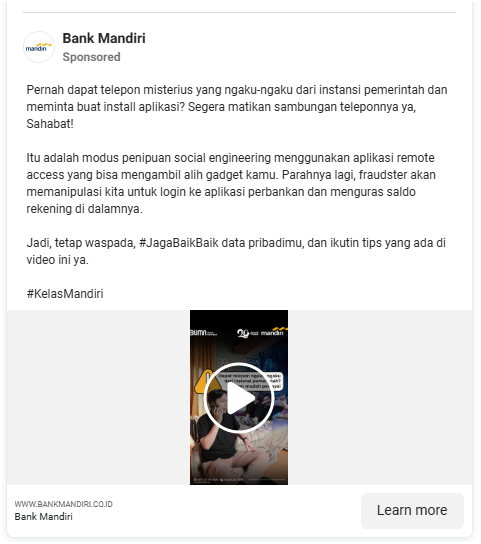 mandiri
Bank Mandiri
Sponsored
Pernah dapat telepon misterius yang ngaku-ngaku dari instansi pemerintah dan
meminta buat install aplikasi? Segera matikan sambungan teleponnya ya,
Sahabat!
Itu adalah modus penipuan social engineering menggunakan aplikasi remote
access yang bisa mengambil alih gadget kamu. Parahnya lagi, fraudster akan
memanipulasi kita untuk login ke aplikasi perbankan dan menguras saldo
rekening di dalamnya.
Jadi, tetap waspada, #JagaBaikBaik data pribadimu, dan ikutin tips yang ada di
video ini ya.
#KelasMandiri
BUMN mandiri
Dapat telepon
dari instansi
mudah
WWW.BANKMANDIRI.CO.ID
Bank Mandiri
Learn more